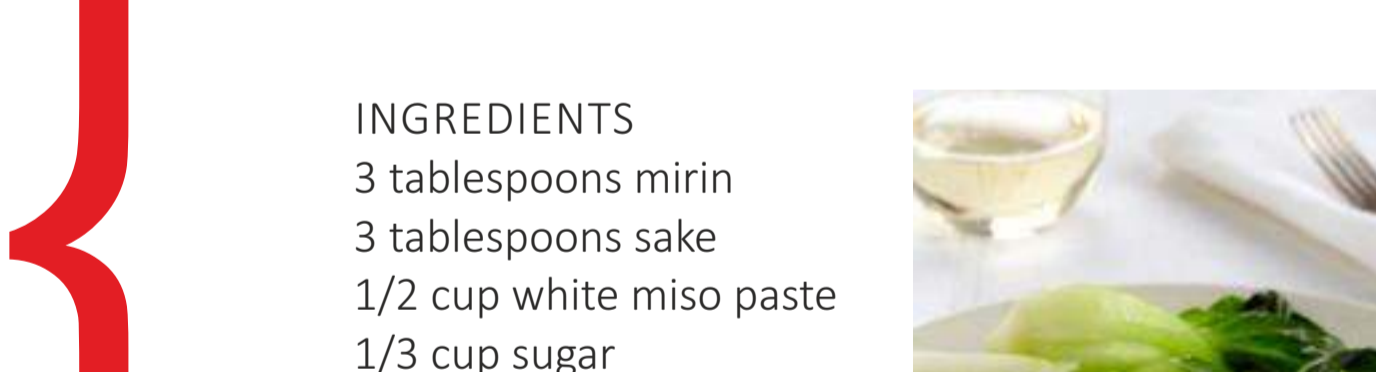 INGREDIENTS
3 tablespoons mirin
3 tablespoons sake
1/2 cup white miso paste
1/3 cup sugar